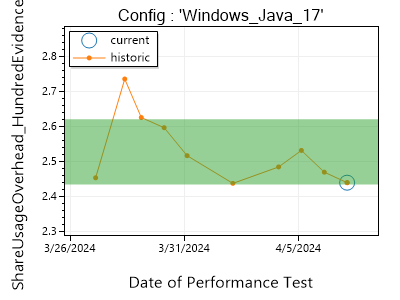 Config : 'Windows_Java_17'
current
historic
ShareUsageOverhead_HundredEvidence
2.8
2.7
2.6
2.5
2.4
2.3
3/26/2024 3/31/2024 4/5/2024
Date of Performance Test